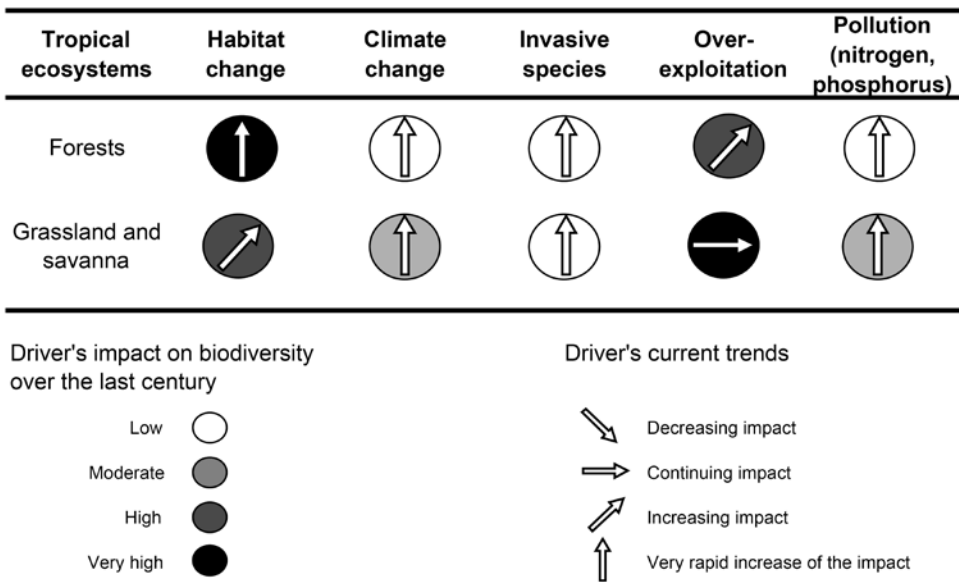 Tropical ecosystems
Habitat change
Climate change
Invasive species
Over-exploitation
Pollution (nitrogen, phosphorus)
Forests
Grassland and savanna
Driver's impact on biodiversity
over the last century
Low
Moderate
High
Very high
Driver's current trends
Decreasing impact
Continuing impact
Increasing impact
Very rapid increase of the impact